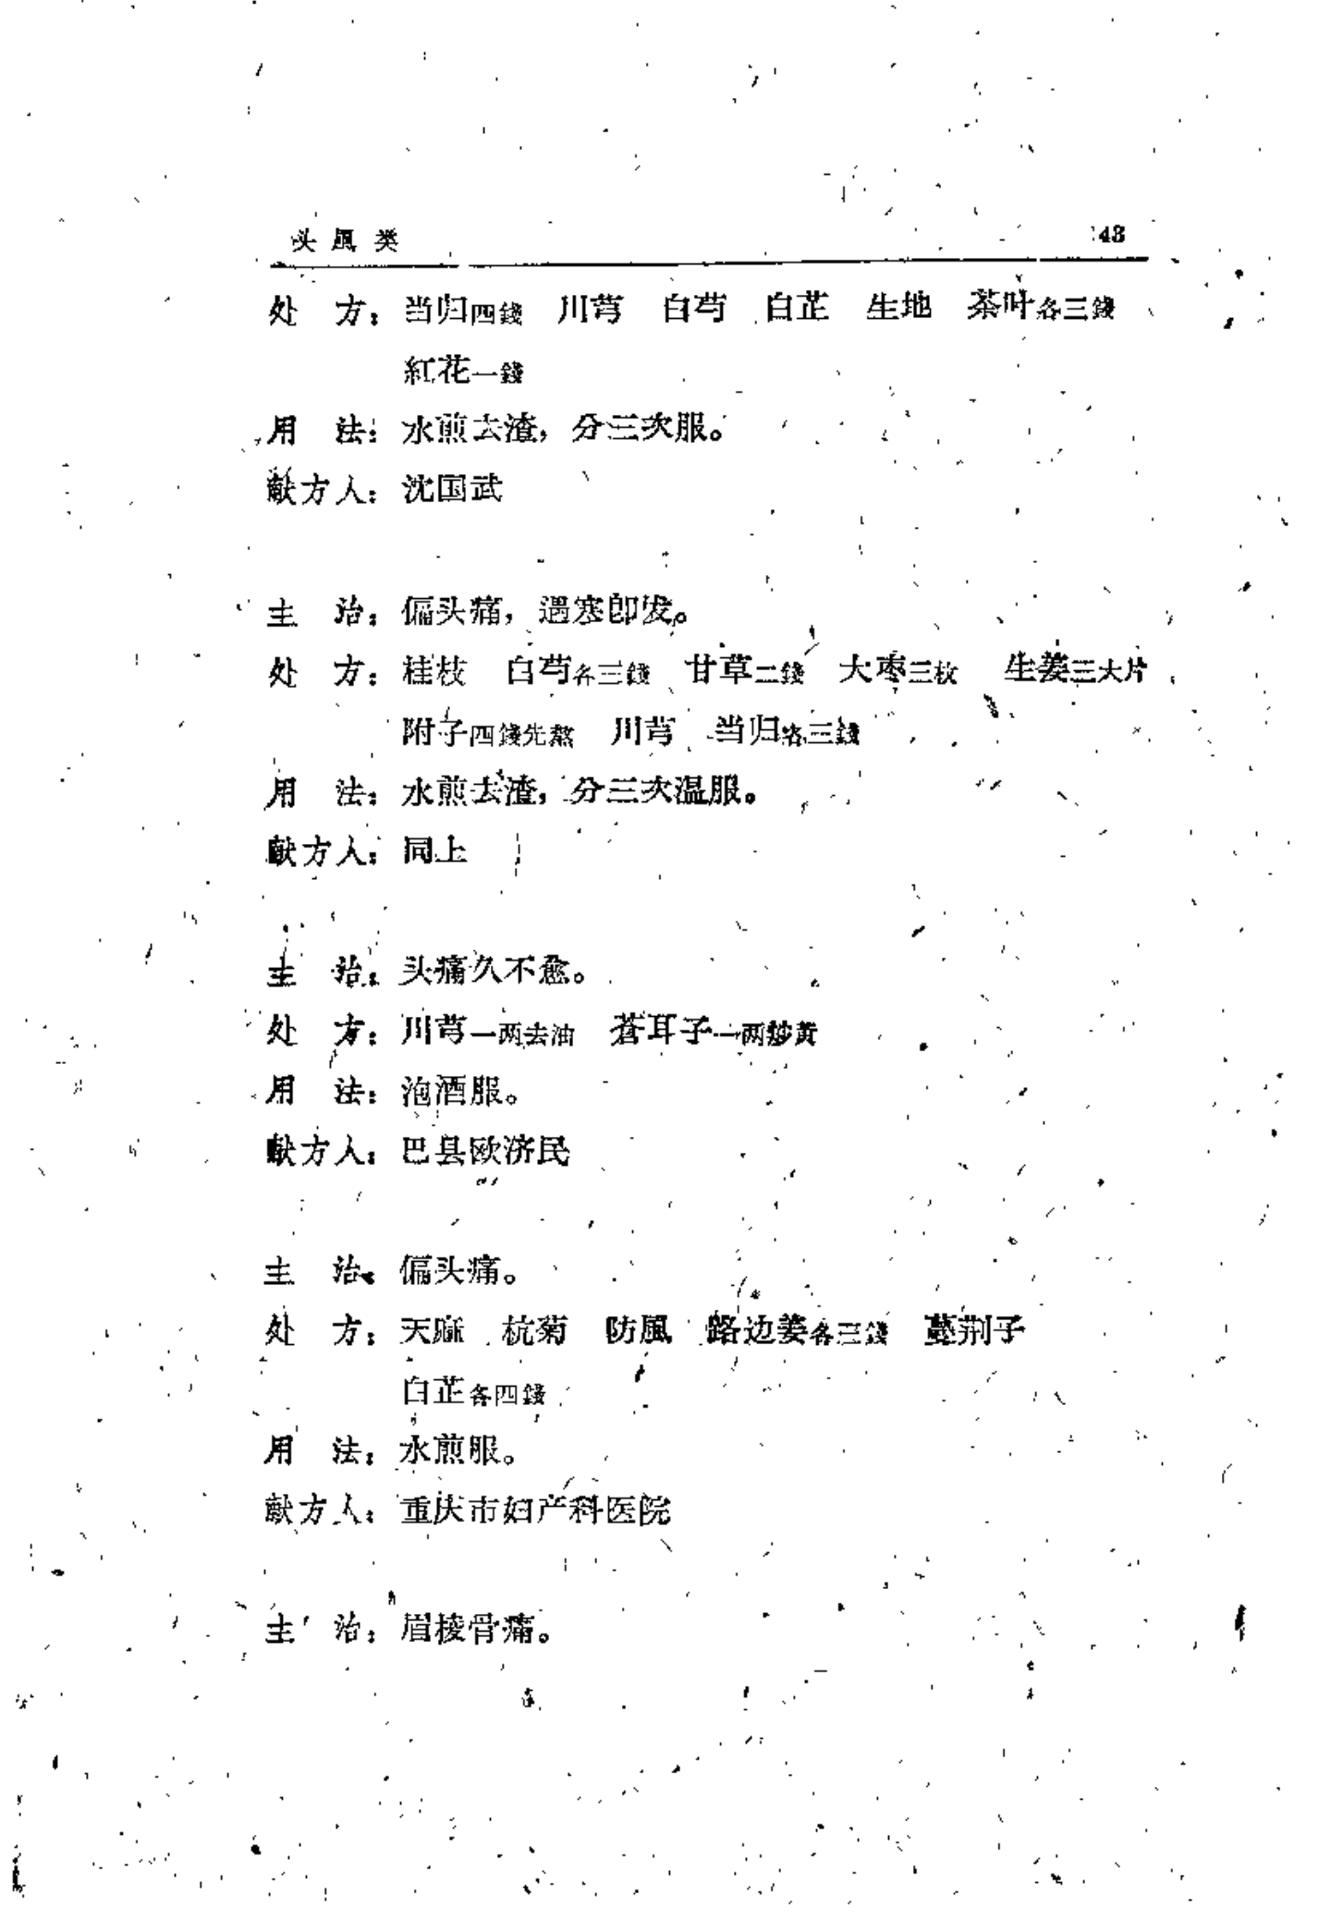 头風类 43
处 方：当归四錢 川芎 白芍 白芷 生地 茶叶各三錢
紅花一錢
用 法：水煎去渣，分三次服。
献方人：沈国武
主 治：偏头痛，遇寒即发。
处 方：桂枝 白芍各三錢 甘草二錢 大枣三枚 生姜三大片
附子四錢先熬 川芎 当归各三錢
用 法：水煎去渣，分三次温服。
献方人：同上
主 治：头痛久不愈。
处 方：川芎一两去油 蒼耳子一两炒黄
用 法：泡酒服。
献方人：巴县欧济民
主 治：偏头痛。
处 方：天麻 杭菊 防風 路边姜各三錢 蔓荆子
白芷各四錢
用 法：水煎服。
献方人：重庆市妇产科医院
主 治：眉棱骨痛。